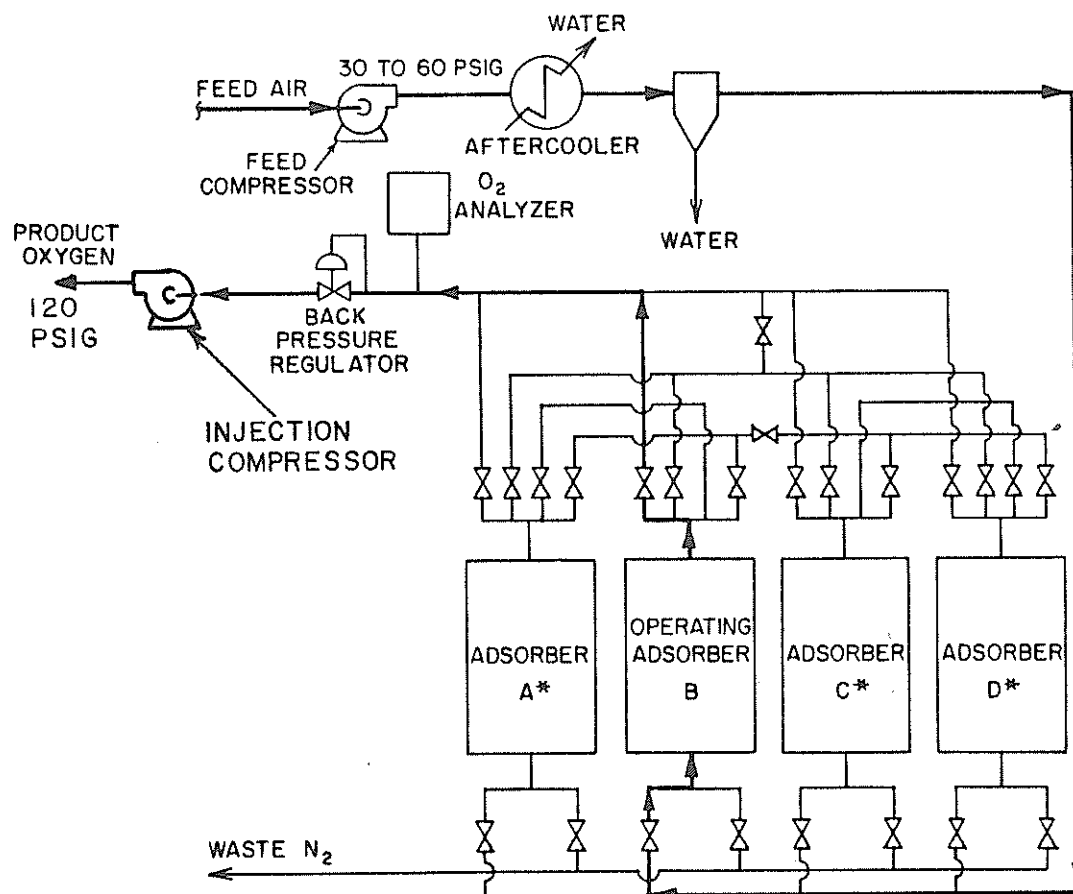 WATER
30 TO 60 PSIG
FEED AIR
AFTERCOOLER
FEED
COMPRESSOR
O₂
ANALYZER
WATER
PRODUCT
OXYGEN
120
PSIG
BACK
PRESSURE
REGULATOR
INJECTION
COMPRESSOR
ADSORBER
A*
OPERATING
ADSORBER
B
ADSORBER
C*
ADSORBER
D*
WASTE N₂